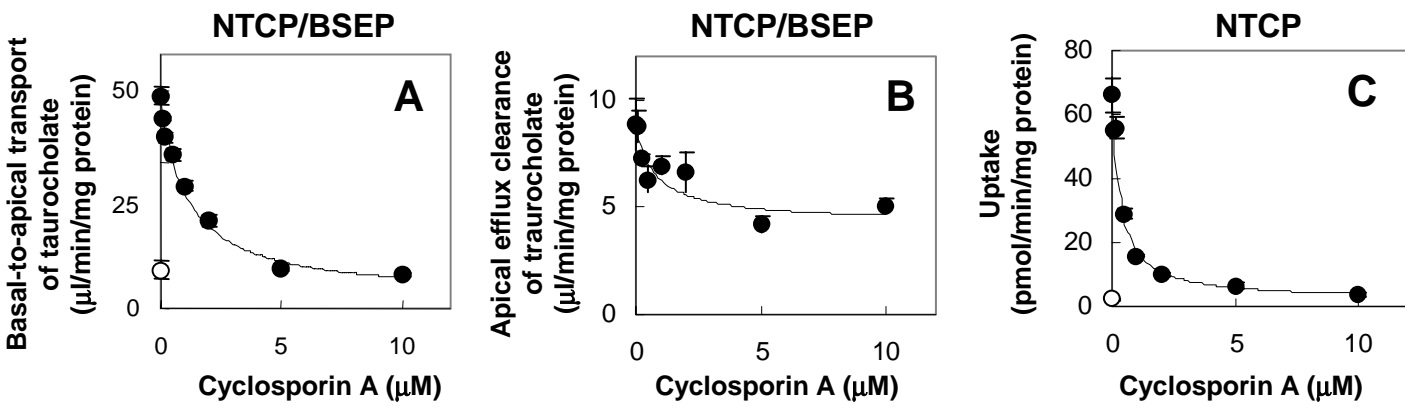 NTCP/BSEP
A
Basal-to-apical transport
of taurocholate
(μl/min/mg protein)
50
25
0
0
5
10
Cyclosporin A (μM)
NTCP/BSEP
B
Apical efflux clearance
of traurocholate
(μl/min/mg protein)
10
5
0
0
5
10
Cyclosporin A (μM)
NTCP
C
Uptake
(pmol/min/mg protein)
80
60
40
20
0
0
5
10
Cyclosporin A (μM)